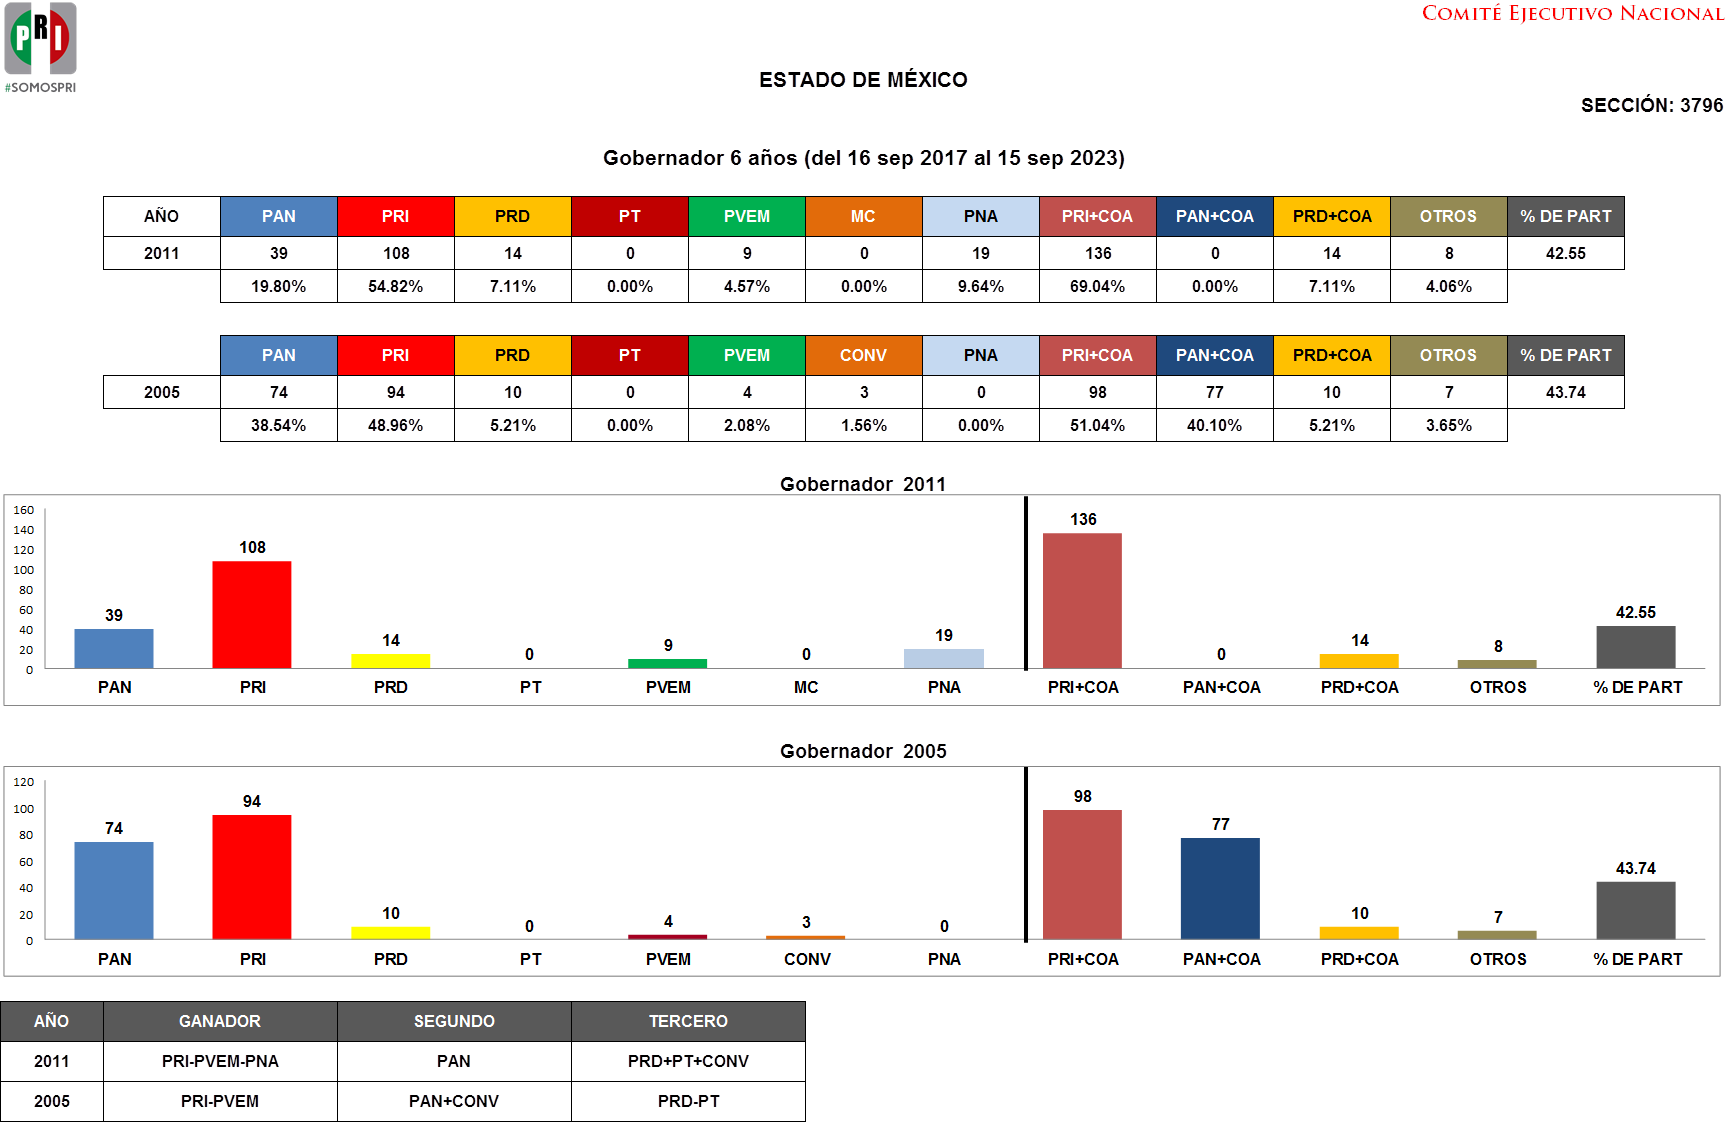 PRI
#SOMOSPRI
COMITÉ EJECUTIVO NACIONAL
ESTADO DE MÉXICO
SECCIÓN: 3796
Gobernador 6 años (del 16 sep 2017 al 15 sep 2023)
AÑO PAN PRI PRD PT PVEM MC PNA PRI+COA PAN+COA PRD+COA OTROS % DE PART
2011 39 108 14 0 9 0 19 136 0 14 8 42.55
19.80% 54.82% 7.11% 0.00% 4.57% 0.00% 9.64% 69.04% 0.00% 7.11% 4.06%
PAN PRI PRD PT PVEM CONV PNA PRI+COA PAN+COA PRD+COA OTROS % DE PART
2005 74 94 10 0 4 3 0 98 77 10 7 43.74
38.54% 48.96% 5.21% 0.00% 2.08% 1.56% 0.00% 51.04% 40.10% 5.21% 3.65%
Gobernador 2011
160
140
120
100
80
60
40
20
0
39 108 14 0 9 0 19 136 0 14 8 42.55
PAN PRI PRD PT PVEM MC PNA PRI+COA PAN+COA PRD+COA OTROS % DE PART
Gobernador 2005
120
100
80
60
40
20
0
74 94 10 0 4 3 0 98 77 10 7 43.74
PAN PRI PRD PT PVEM CONV PNA PRI+COA PAN+COA PRD+COA OTROS % DE PART
AÑO GANADOR SEGUNDO TERCERO
2011 PRI-PVEM-PNA PAN PRD+PT+CONV
2005 PRI-PVEM PAN+CONV PRD-PT